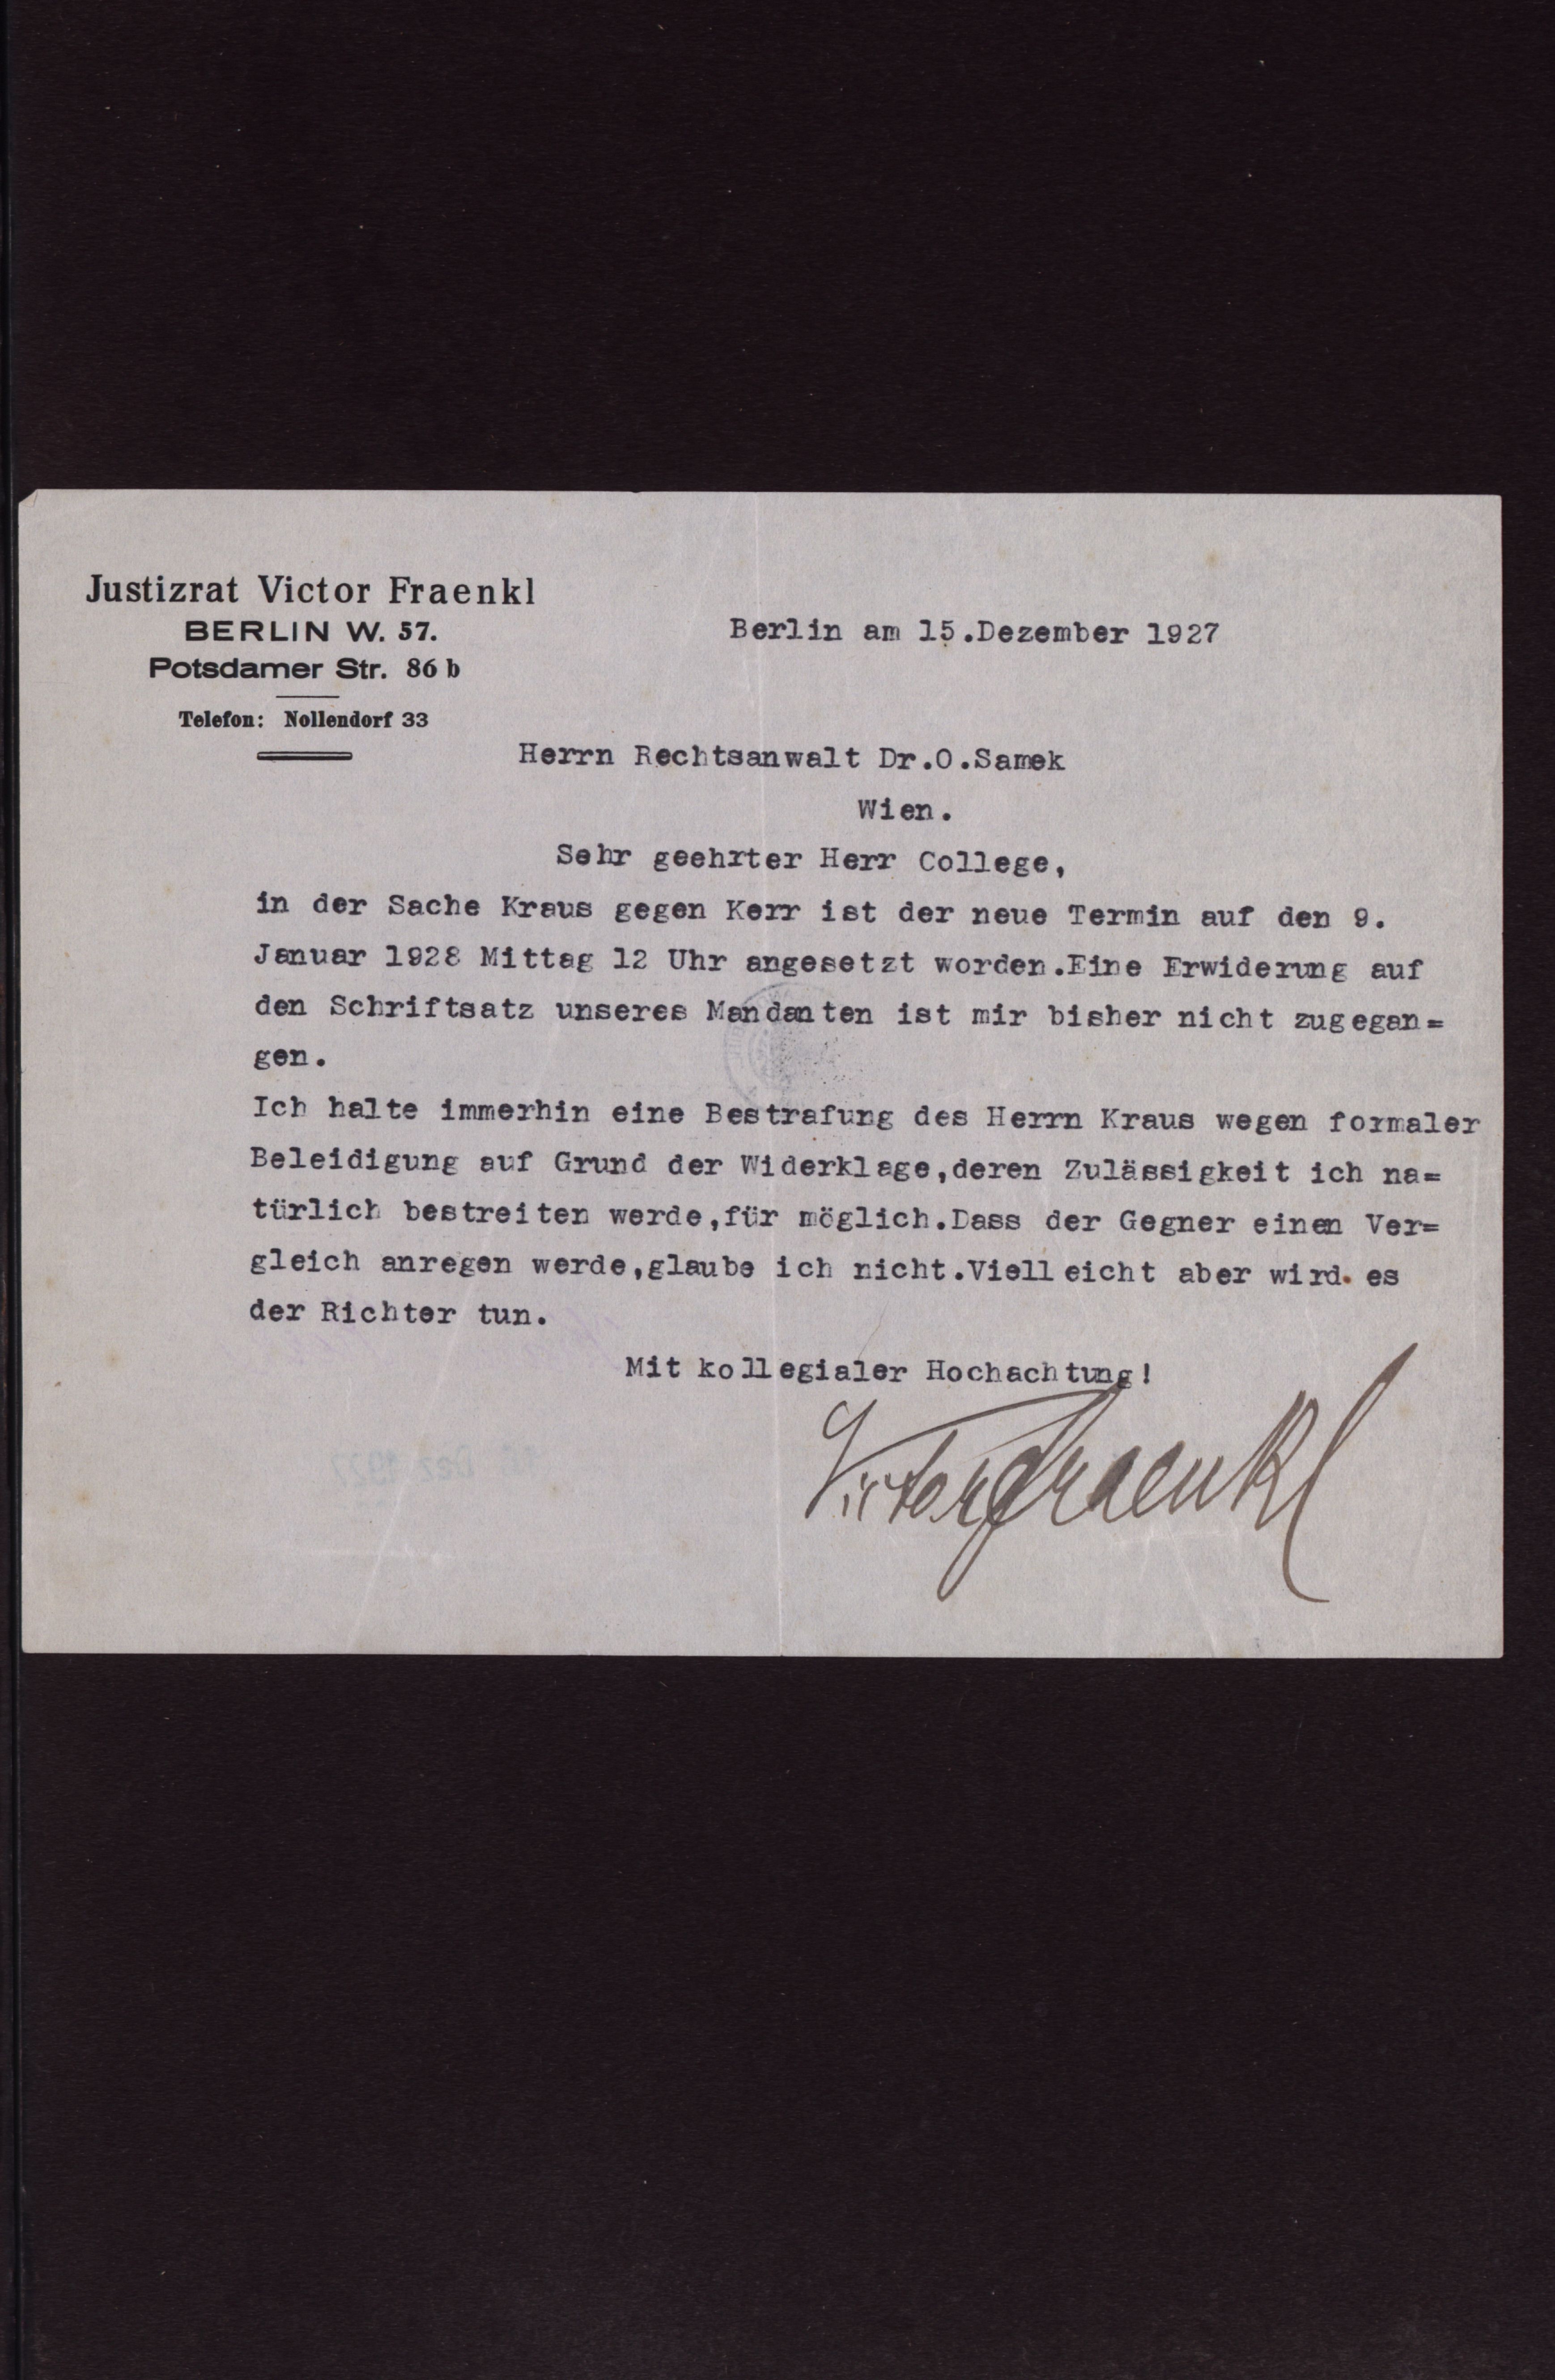 Justizrat Victor Fraenkl
BERLIN W. 57.
Potsdamer Str. 86 b
Telefon: Nollendorf 33
Berlin am 15.Dezember 1927
Herrn Rechtsanwalt Dr.O.Samek
Wien.
Sehr geehrter Herr College,
in der Sache Kraus gegen Kerr ist der neue Termin auf den 9.
Januar 1928 Mittag 12 Uhr angesetzt worden.Eine Erwiderung auf
den Schriftsatz unseres Mandanten ist mir bisher nicht zugegan=
gen.
Ich halte immerhin eine Bestrafung des Herrn Kraus wegen formaler
Beleidigung auf Grund der Widerklage,deren Zulässigkeit ich na=
türlich bestreiten werde,für möglich.Dass der Gegner einen Ver=
gleich anregen werde,glaube ich nicht.Vielleicht aber wird es
der Richter tun.
Mit kollegialer Hochachtung!
Victor Fraenkl